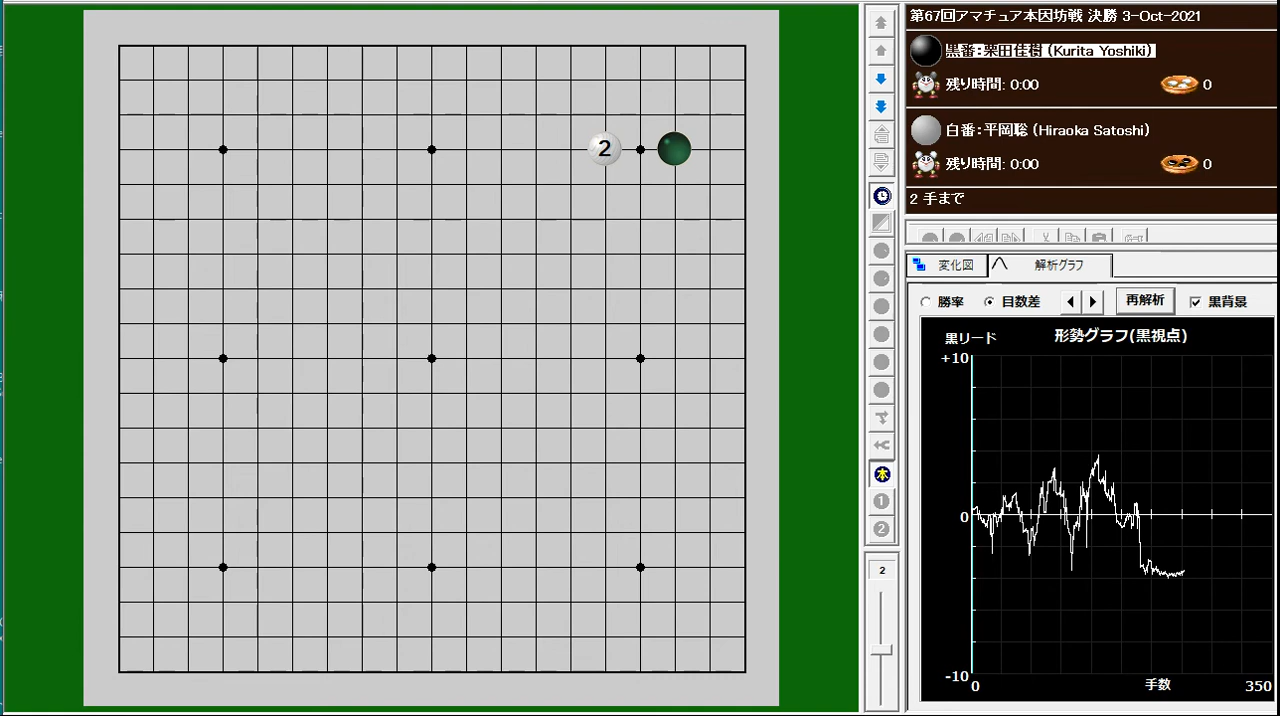 2
2
第67回アマチュア本因坊戦 決勝 3-Oct-2021
黒番:栗田佳樹 (Kurita Yoshiki)
残り時間: 0:00
0
白番:平岡聡 (Hiraoka Satoshi)
残り時間: 0:00
0
2 手まで
変化図
解析グラフ
勝率
目数差
再解析
黒背景
黒リード
形勢グラフ(黒視点)
+10
0
-10
0
手数
350
1
2